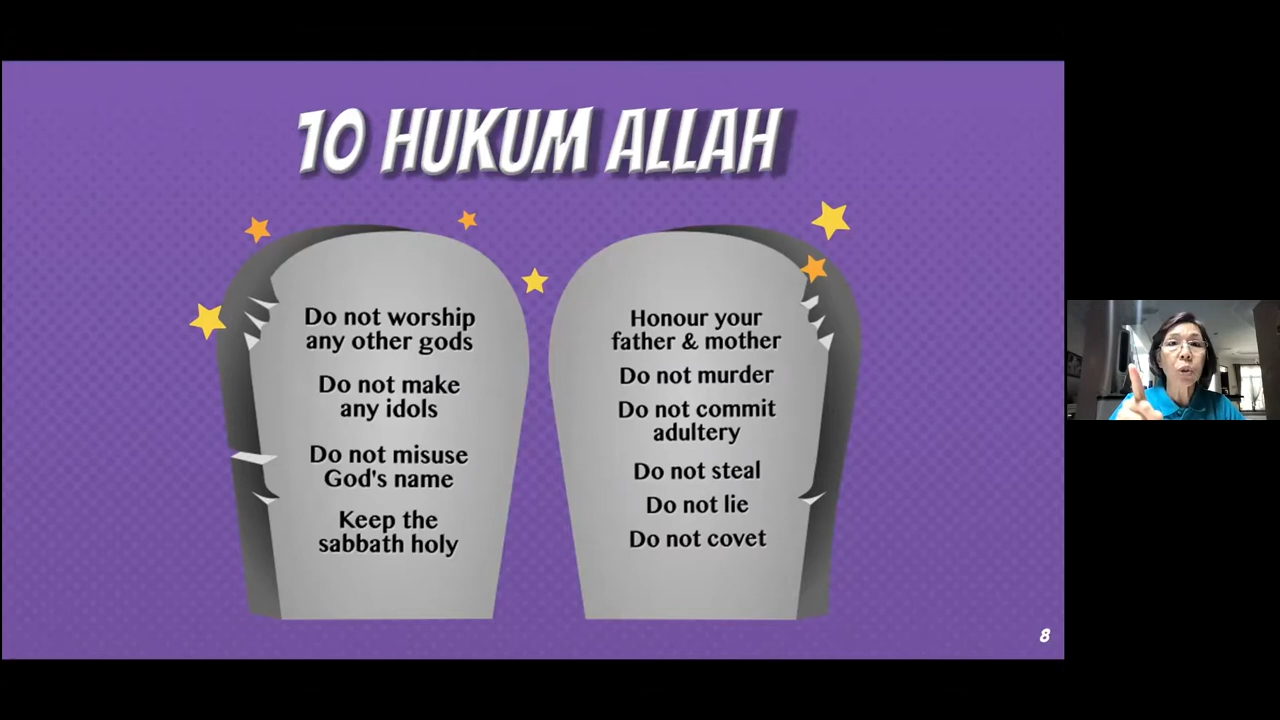 10 HUKUM ALLAH
Do not worship
any other gods
Do not make
any idols
Do not misuse
God's name
Keep the
sabbath holy
Honour your
father & mother
Do not murder
Do not commit
adultery
Do not steal
Do not lie
Do not covet
8